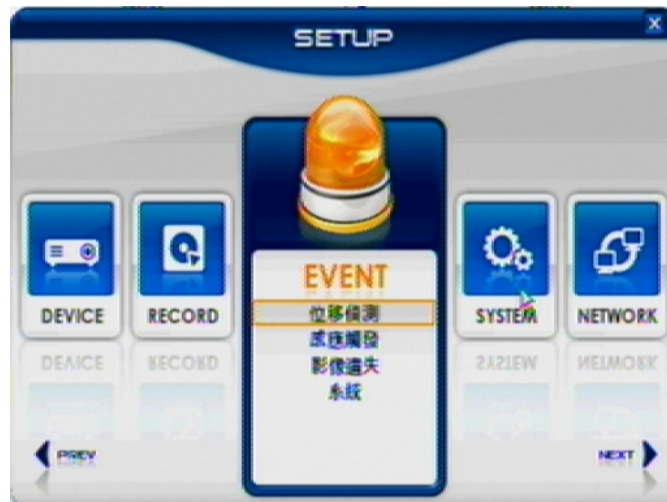 SETUP
DEVICE
RECORD
EVENT
位移偵測
感應觸發
影像遺失
系統
SYSTEM
NETWORK
PREV
NEXT